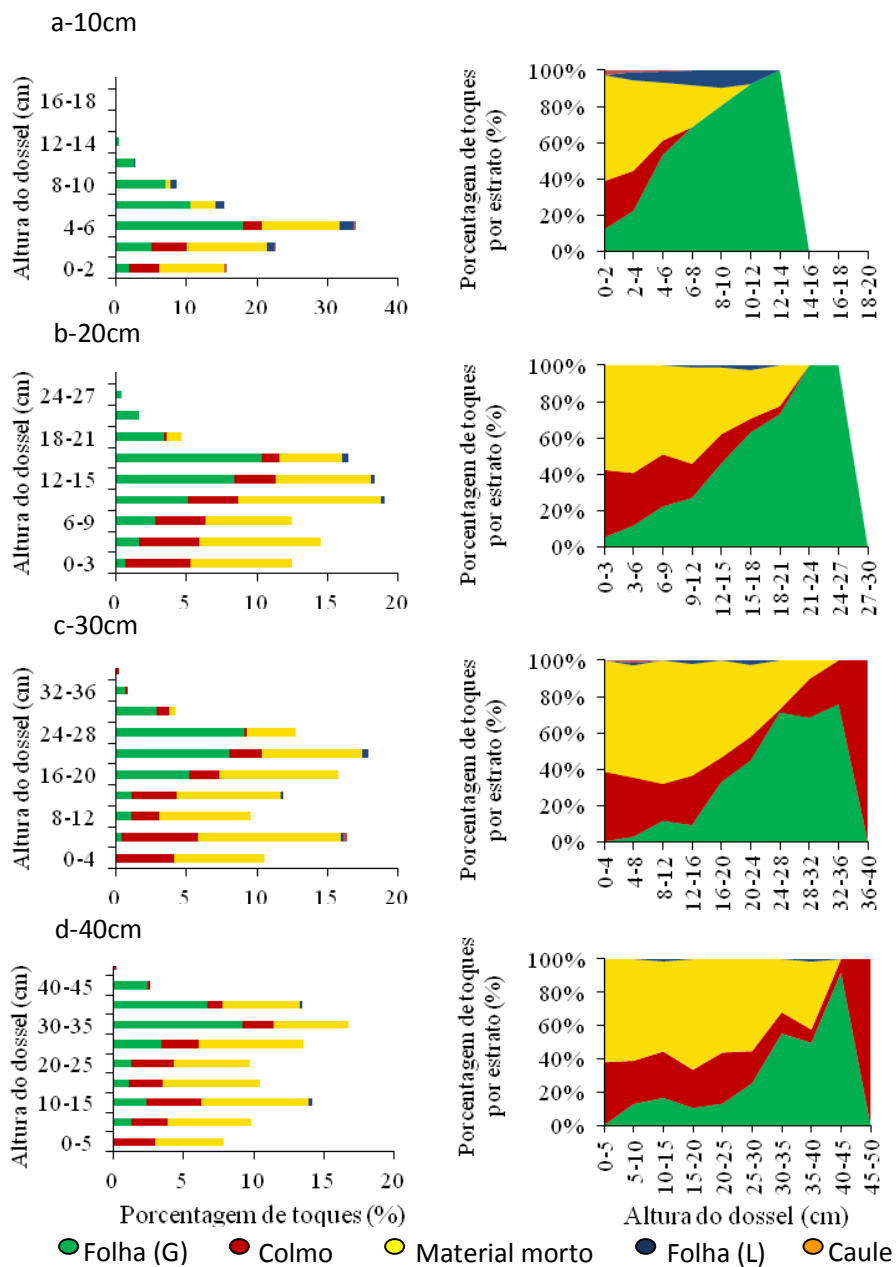 a-10cm
Altura do dossel (cm)
16-18
12-14
8-10
4-6
0-2
0 10 20 30 40
Porcentagem de toques por estrato (%)
100%
80%
60%
40%
20%
0%
0-2 2-4 4-6 6-8 8-10 10-12 12-14 14-16 16-18 18-20
b-20cm
Altura do dossel (cm)
24-27
18-21
12-15
6-9
0-3
0 5 10 15 20
Porcentagem de toques por estrato (%)
100%
80%
60%
40%
20%
0%
0-3 3-6 6-9 9-12 12-15 15-18 18-21 21-24 24-27 27-30
c-30cm
Altura do dossel (cm)
32-36
24-28
16-20
8-12
0-4
0 5 10 15 20
Porcentagem de toques por estrato (%)
100%
80%
60%
40%
20%
0%
0-4 4-8 8-12 12-16 16-20 20-24 24-28 28-32 32-36 36-40
d-40cm
Altura do dossel (cm)
40-45
30-35
20-25
10-15
0-5
0 5 10 15 20
Porcentagem de toques (%)
Porcentagem de toques por estrato (%)
100%
80%
60%
40%
20%
0%
0-5 5-10 10-15 15-20 20-25 25-30 30-35 35-40 40-45 45-50
Altura do dossel (cm)
Folha (G) Colmo Material morto Folha (L) Caule